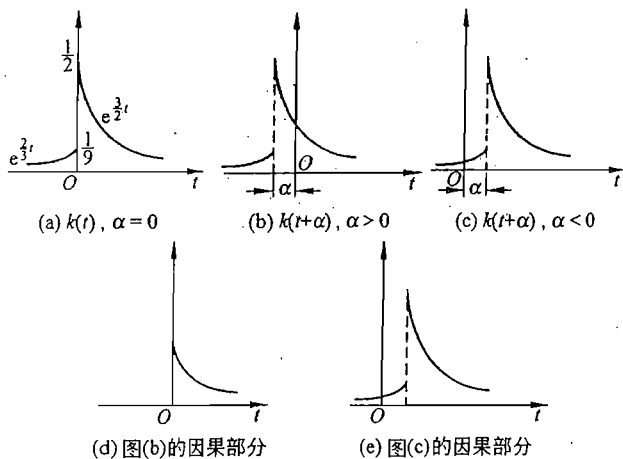 1/2
e^{3/2 t}
e^{2/3 t}
1/9
O
t
(a) k(t), α=0
O
α
t
(b) k(t+α), α>0
O
α
t
(c) k(t+α), α<0
O
t
(d) 图(b)的因果部分
O
t
(e) 图(c)的因果部分